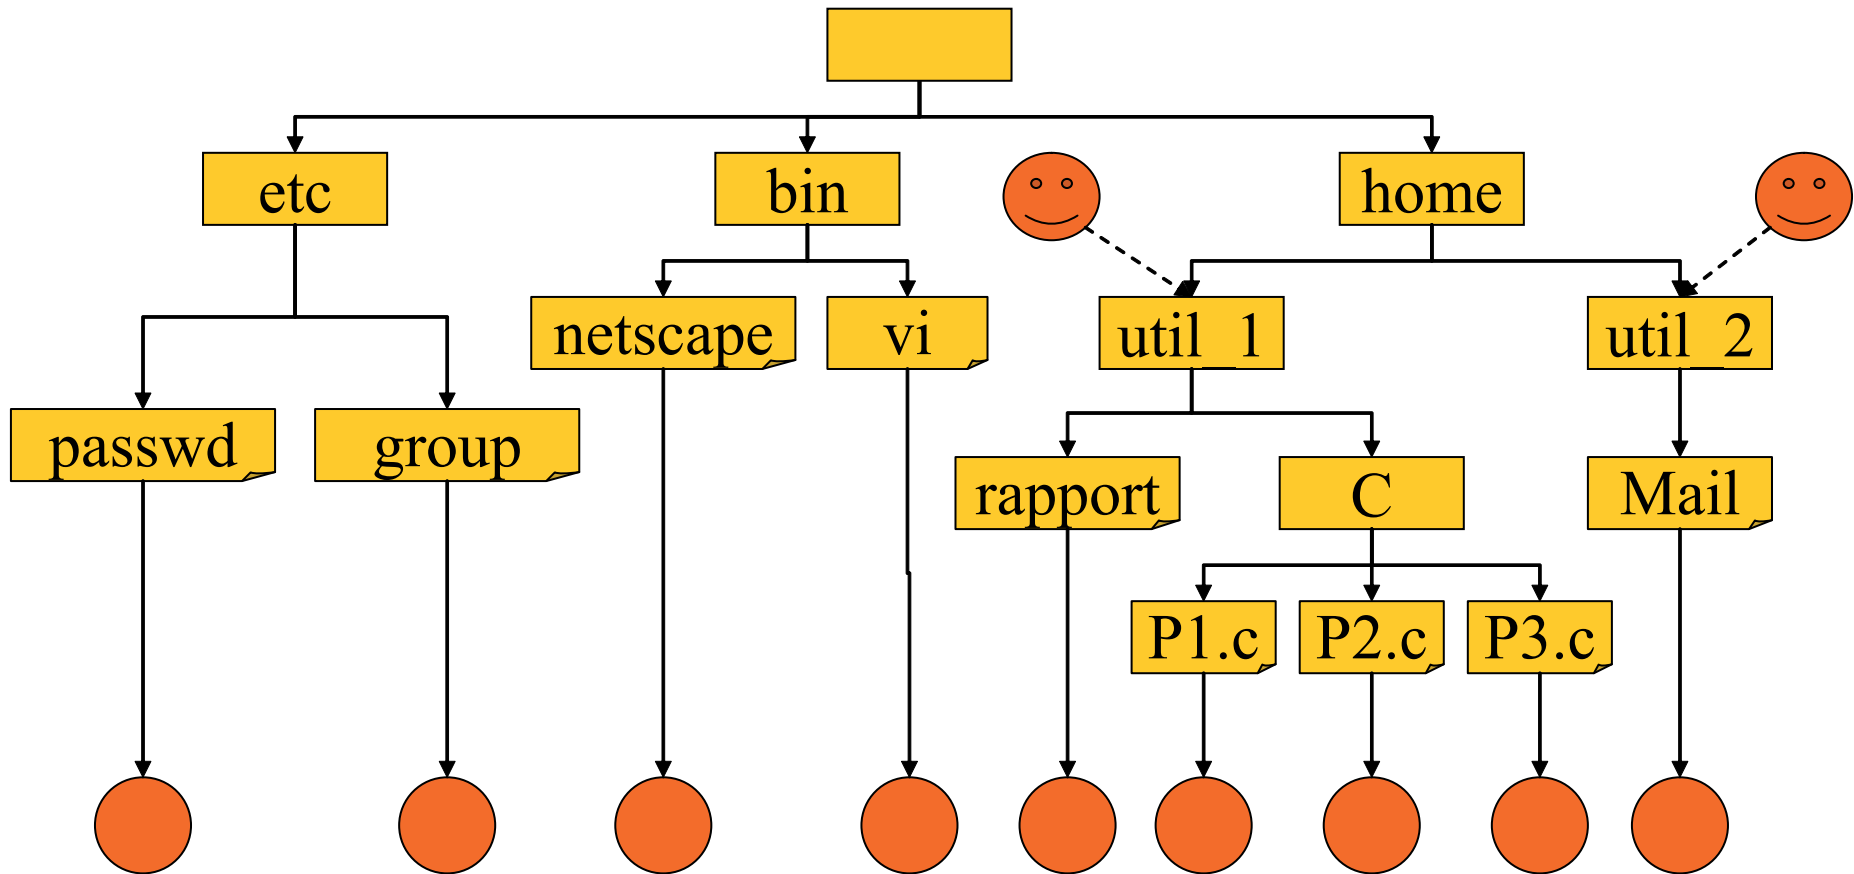 etc
bin
home
netscape
vi
util_1
util_2
passwd
group
rapport
C
Mail
P1.c
P2.c
P3.c